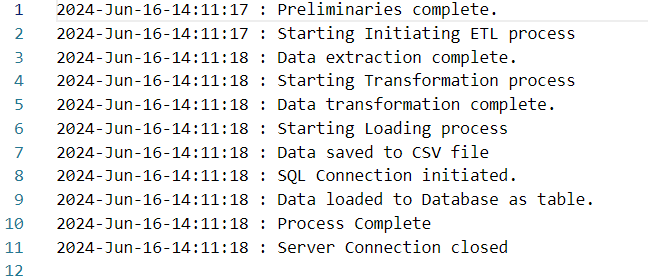 1 2024-Jun-16-14:11:17 : Preliminaries complete.
2 2024-Jun-16-14:11:17 : Starting Initiating ETL process
3 2024-Jun-16-14:11:18 : Data extraction complete.
4 2024-Jun-16-14:11:18 : Starting Transformation process
5 2024-Jun-16-14:11:18 : Data transformation complete.
6 2024-Jun-16-14:11:18 : Starting Loading process
7 2024-Jun-16-14:11:18 : Data saved to CSV file
8 2024-Jun-16-14:11:18 : SQL Connection initiated.
9 2024-Jun-16-14:11:18 : Data loaded to Database as table.
10 2024-Jun-16-14:11:18 : Process Complete
11 2024-Jun-16-14:11:18 : Server Connection closed
12